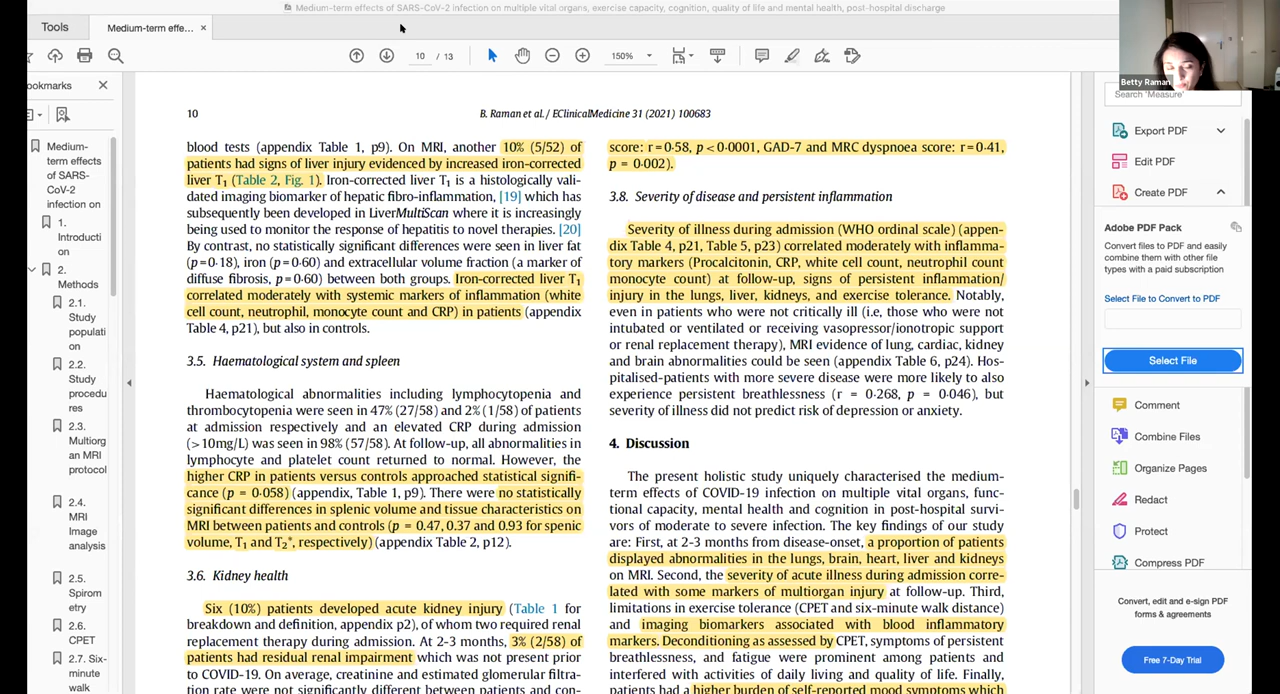 Medium-term effects of SARS-CoV-2 infection on multiple vital organs, exercise capacity, cognition, quality of life and mental health, post-hospital discharge
Tools
Medium-term effe... ×
10 / 13
150%
Betty Raman
ookmarks
Medium-
term effects
of SARS-
CoV-2
infection on
1.
Introducti
on
2.
Methods
2.1.
Study
populati
on
2.2.
Study
procedu
res
2.3.
Multiorg
an MRI
protocol
2.4.
MRI
Image
analysis
2.5.
Spirom
etry
2.6.
CPET
2.7. Six-
minute
walk
10
B. Raman et al. / EClinicalMedicine 31 (2021) 100683
blood tests (appendix Table 1, p9). On MRI, another 10% (5/52) of
patients had signs of liver injury evidenced by increased iron-corrected
liver T1 (Table 2, Fig. 1). Iron-corrected liver T1 is a histologically vali-
dated imaging biomarker of hepatic fibro-inflammation, [19] which has
subsequently been developed in LiverMultiScan where it is increasingly
being used to monitor the response of hepatitis to novel therapies. [20]
By contrast, no statistically significant differences were seen in liver fat
(p=0·18), iron (p=0·60) and extracellular volume fraction (a marker of
diffuse fibrosis, p=0·60) between both groups. Iron-corrected liver T1
correlated moderately with systemic markers of inflammation (white
cell count, neutrophil, monocyte count and CRP) in patients (appendix
Table 4, p21), but also in controls.
3.5. Haematological system and spleen
Haematological abnormalities including lymphocytopenia and
thrombocytopenia were seen in 47% (27/58) and 2% (1/58) of patients
at admission respectively and an elevated CRP during admission
(>10mg/L) was seen in 98% (57/58). At follow-up, all abnormalities in
lymphocyte and platelet count returned to normal. However, the
higher CRP in patients versus controls approached statistical signifi-
cance (p = 0·058) (appendix, Table 1, p9). There were no statistically
significant differences in splenic volume and tissue characteristics on
MRI between patients and controls (p = 0.47, 0.37 and 0.93 for spenic
volume, T1 and T2*, respectively) (appendix Table 2, p12).
3.6. Kidney health
Six (10%) patients developed acute kidney injury (Table 1 for
breakdown and definition, appendix p2), of whom two required renal
replacement therapy during admission. At 2-3 months, 3% (2/58) of
patients had residual renal impairment which was not present prior
to COVID-19. On average, creatinine and estimated glomerular filtra-
tion rate were not significantly different between patients and con-
score: r=0·58, p<0·0001, GAD-7 and MRC dyspnoea score: r=0·41,
p = 0·002).
3.8. Severity of disease and persistent inflammation
Severity of illness during admission (WHO ordinal scale) (appen-
dix Table 4, p21, Table 5, p23) correlated moderately with inflamma-
tory markers (Procalcitonin, CRP, white cell count, neutrophil count
monocyte count) at follow-up, signs of persistent inflammation/
injury in the lungs, liver, kidneys, and exercise tolerance. Notably,
even in patients who were not critically ill (i.e, those who were not
intubated or ventilated or receiving vasopressor/ionotropic support
or renal replacement therapy), MRI evidence of lung, cardiac, kidney
and brain abnormalities could be seen (appendix Table 6, p24). Hos-
pitalised-patients with more severe disease were more likely to also
experience persistent breathlessness (r = 0·268, p = 0·046), but
severity of illness did not predict risk of depression or anxiety.
4. Discussion
The present holistic study uniquely characterised the medium-
term effects of COVID-19 infection on multiple vital organs, func-
tional capacity, mental health and cognition in post-hospital survi-
vors of moderate to severe infection. The key findings of our study
are: First, at 2-3 months from disease-onset, a proportion of patients
displayed abnormalities in the lungs, brain, heart, liver and kidneys
on MRI. Second, the severity of acute illness during admission corre-
lated with some markers of multiorgan injury at follow-up. Third,
limitations in exercise tolerance (CPET and six-minute walk distance)
and imaging biomarkers associated with blood inflammatory
markers. Deconditioning as assessed by CPET, symptoms of persistent
breathlessness, and fatigue were prominent among patients and
interfered with activities of daily living and quality of life. Finally,
patients had a higher burden of self-reported mood symptoms which
Search 'Measure'
Export PDF
Edit PDF
Create PDF
Adobe PDF Pack
Convert files to PDF and easily
combine them with other file
types with a paid subscription
Select File to Convert to PDF
Select File
Comment
Combine Files
Organize Pages
Redact
Protect
Compress PDF
Convert, edit and e-sign PDF
forms & agreements
Free 7-Day Trial